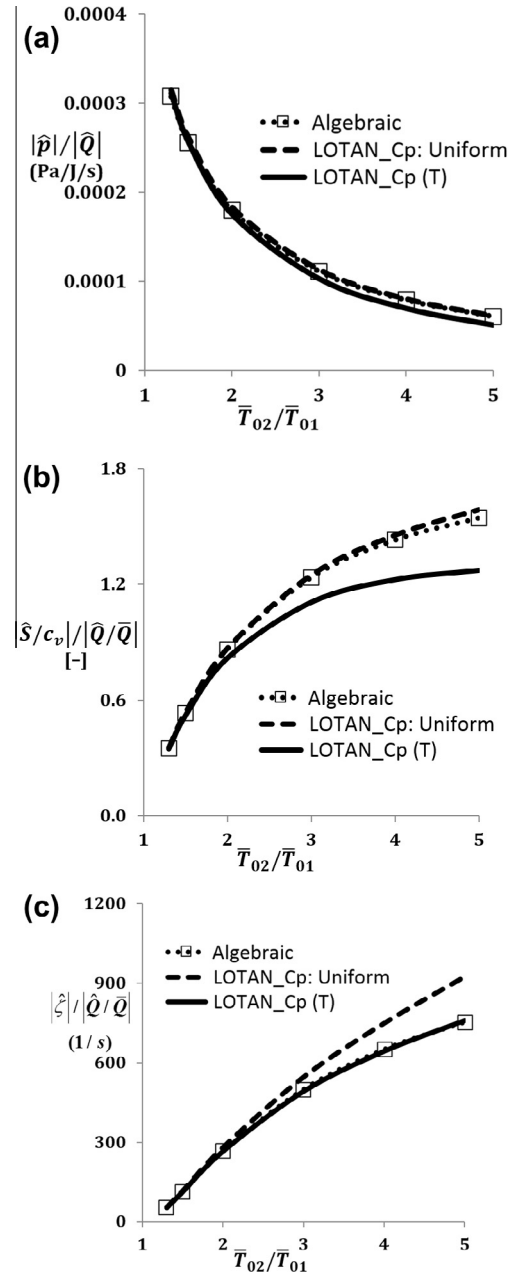 (a)
0.0004
0.0003
0.0002
0.0001
0
|p̂|/|Q̂|
(Pa/J/s)
Algebraic
LOTAN_Cp: Uniform
LOTAN_Cp (T)
1 2 3 4 5
T̄₀₂/T̄₀₁
(b)
1.8
1.2
0.6
0.0
|Ŝ/c_v|/|Q̂/Q̄|
[-]
Algebraic
LOTAN_Cp: Uniform
LOTAN_Cp (T)
1 2 3 4 5
T̄₀₂/T̄₀₁
(c)
1200
900
600
300
0
|ζ̂|/|Q̂/Q̄|
(1/s)
Algebraic
LOTAN_Cp: Uniform
LOTAN_Cp (T)
1 2 3 4 5
T̄₀₂/T̄₀₁